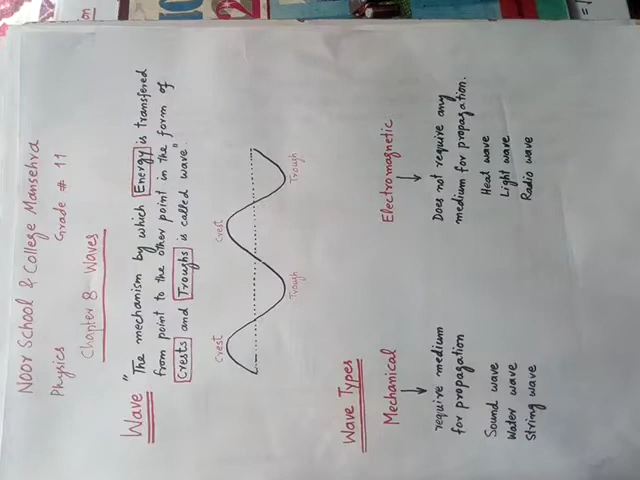 Noor School & College Mansehra
Physics Grade # 11
Chapter 8 Waves
Wave "The mechanism by which Energy is transfered
from point to the other point in the form of
Crests and Troughs is called wave"
Crest Crest
Trough Trough
Wave Types
Mechanical Electromagnetic
require medium Does not require any
for propagation medium for propagation.
Sound wave Heat wave
Water wave Light wave
String wave Radio wave